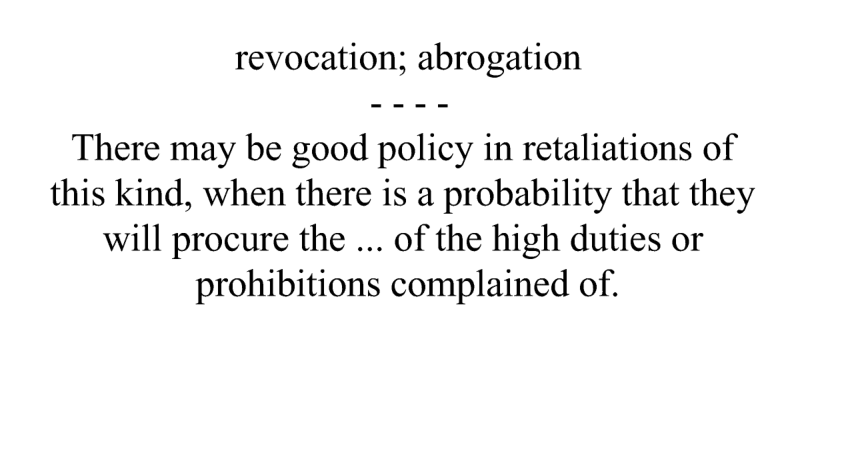 revocation; abrogation
- - - -
There may be good policy in retaliations of
this kind, when there is a probability that they
will procure the ... of the high duties or
prohibitions complained of.